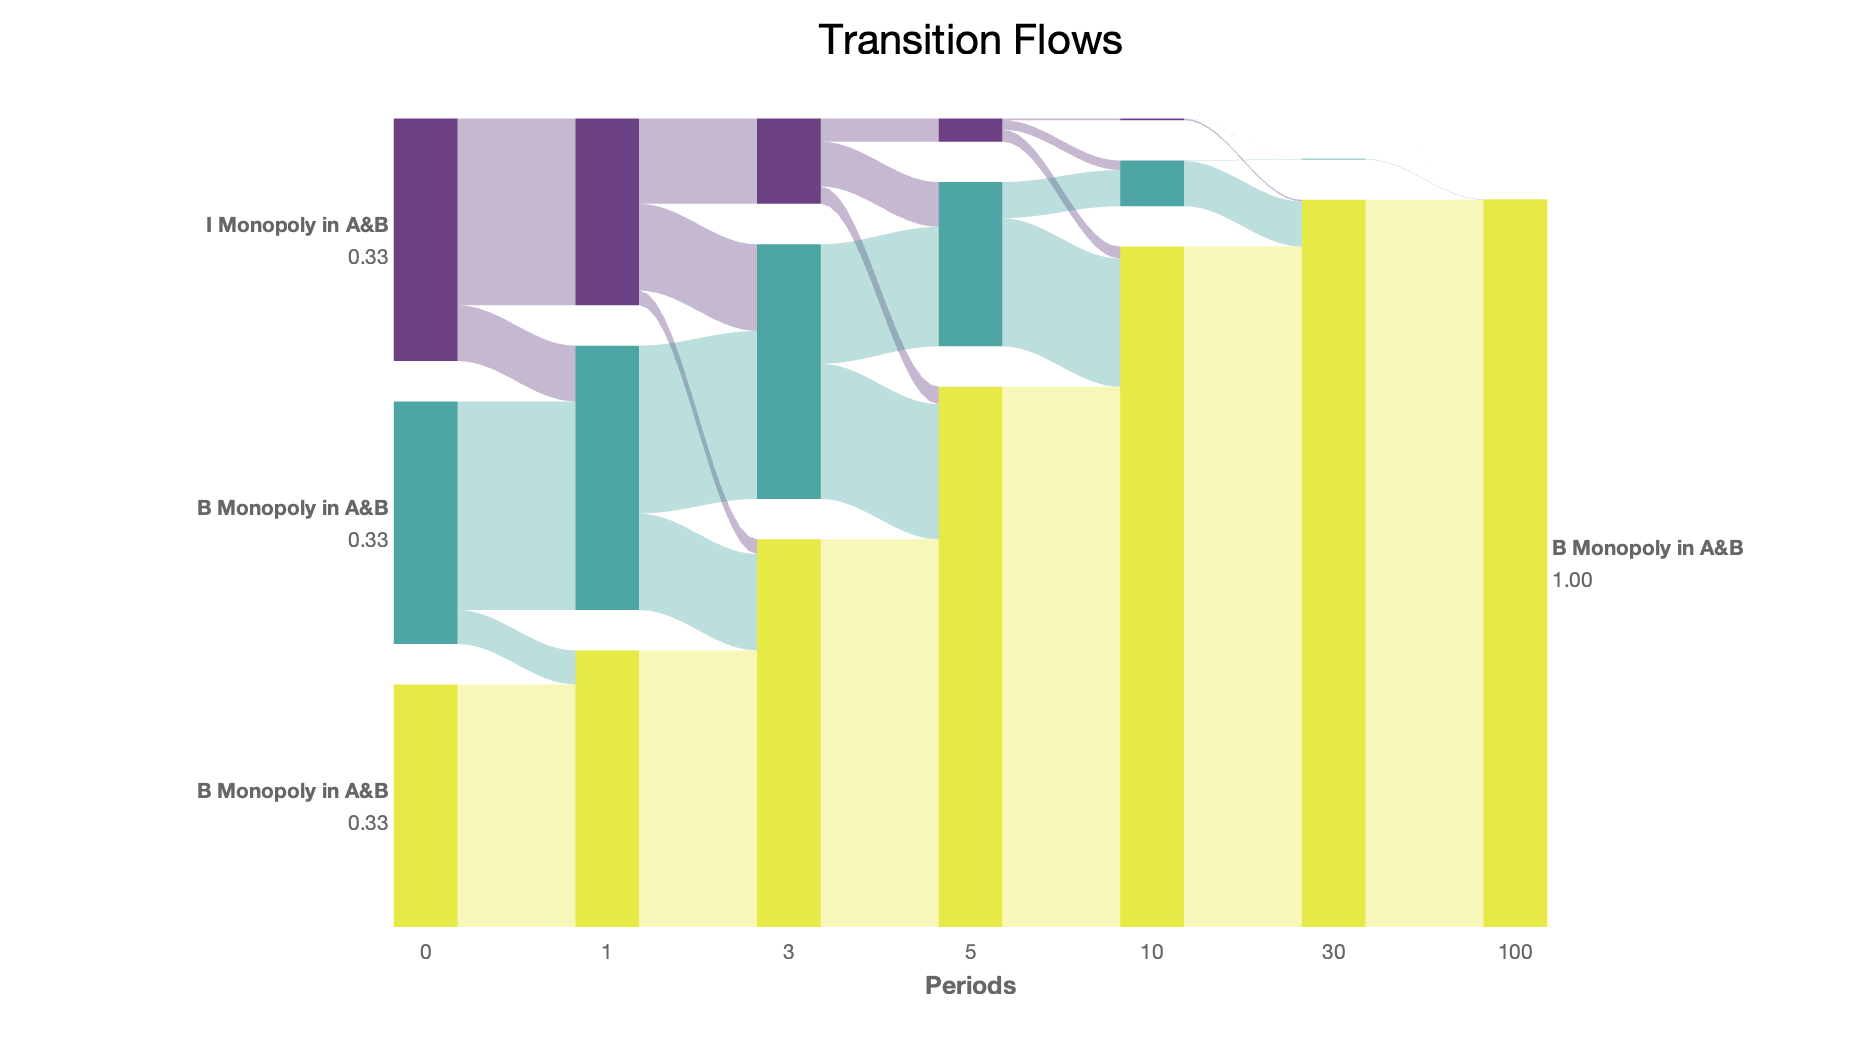 Transition Flows
I Monopoly in A&B
0.33
B Monopoly in A&B
0.33
B Monopoly in A&B
0.33
B Monopoly in A&B
1.00
0 1 3 5 10 30 100
Periods